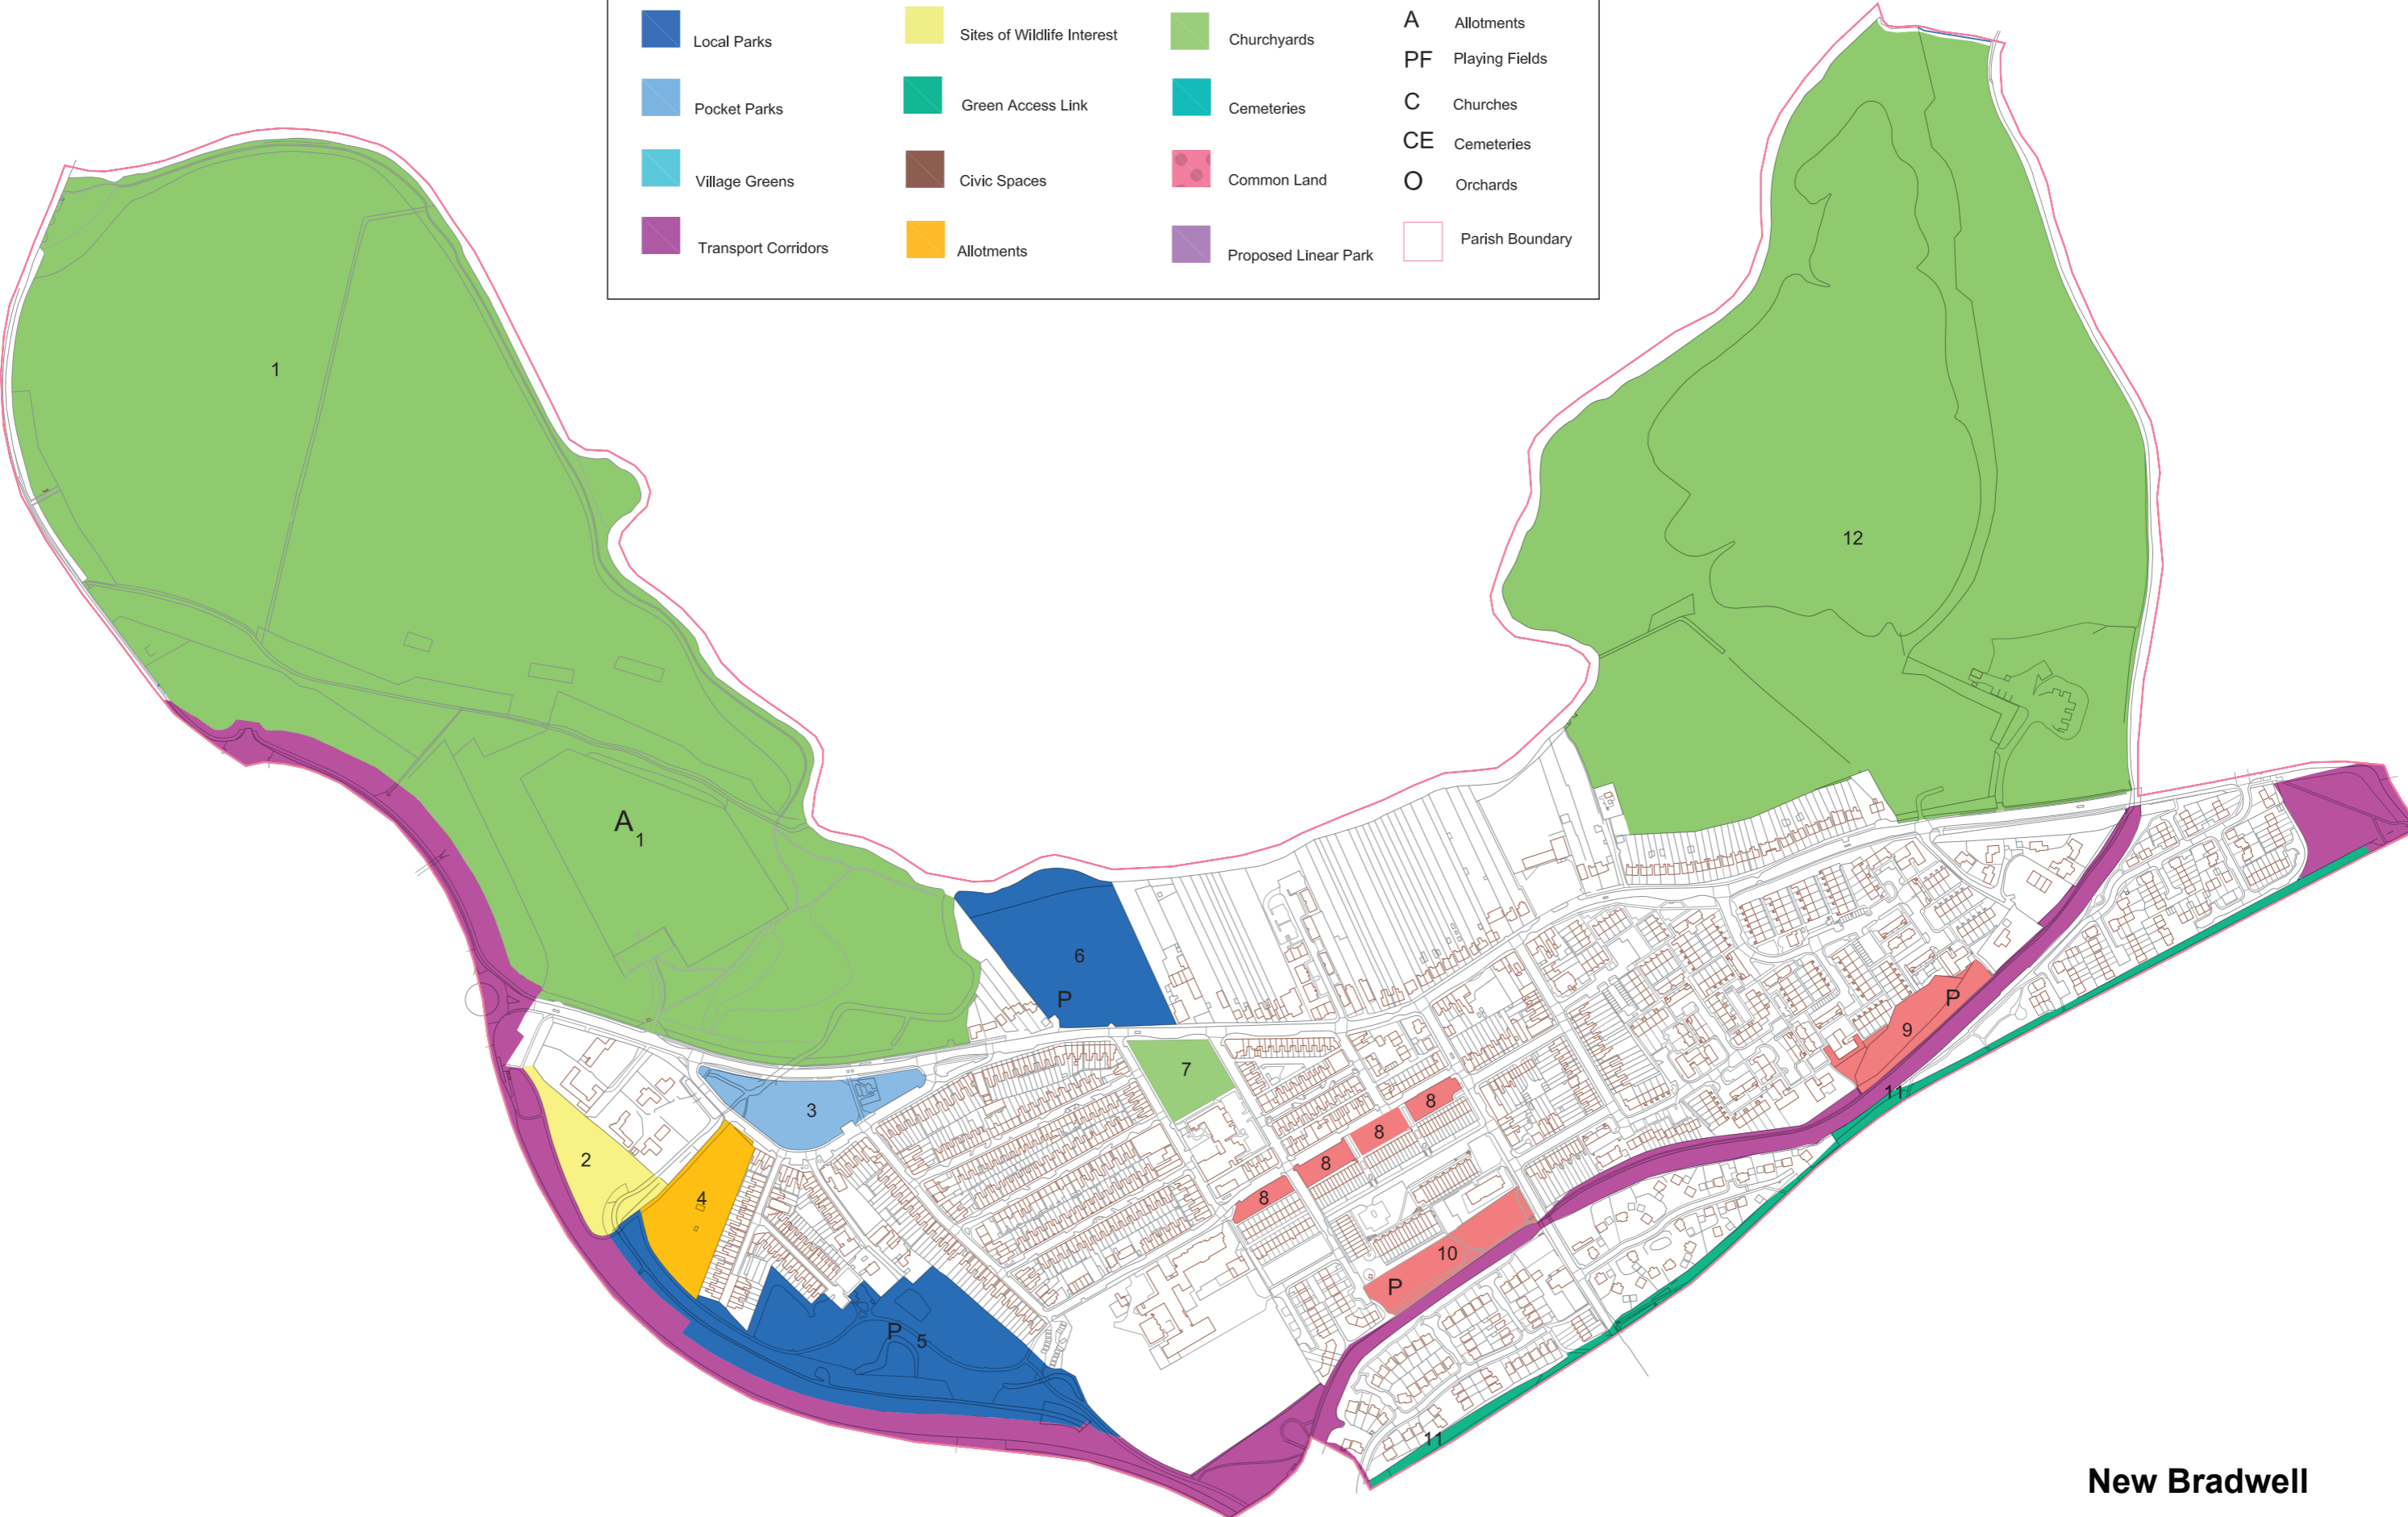 Local Parks
Sites of Wildlife Interest
Churchyards
A Allotments
PF Playing Fields
Pocket Parks
Green Access Link
Cemeteries
C Churches
CE Cemeteries
Village Greens
Civic Spaces
Common Land
O Orchards
Transport Corridors
Allotments
Proposed Linear Park
Parish Boundary
1
12
A 1
6
P
P
9
7
11
3
8
8
2
8
4
8
10
P
P 5
11
New Bradwell